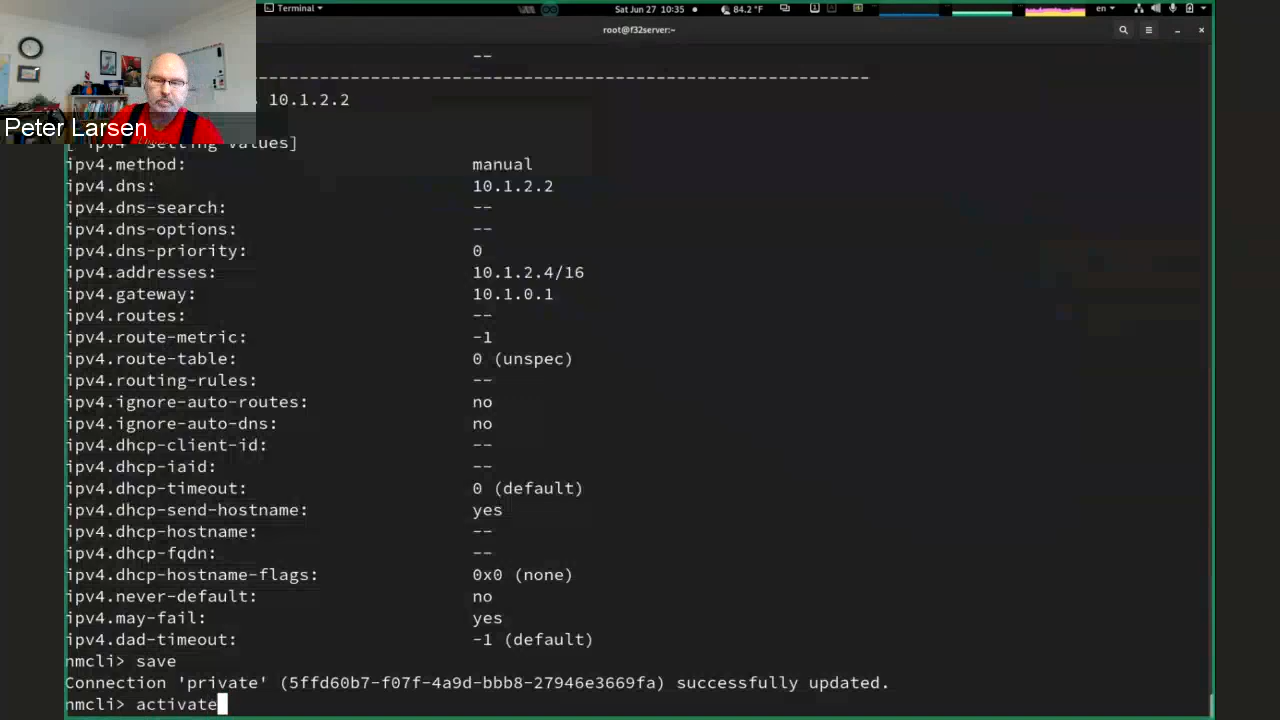 Terminal
Sat Jun 27 10:35
84.2 °F
en
root@f32server:~
--
--------------------------------------------------------------
10.1.2.2
Peter Larsen
setting values]
ipv4.method: manual
ipv4.dns: 10.1.2.2
ipv4.dns-search: --
ipv4.dns-options: --
ipv4.dns-priority: 0
ipv4.addresses: 10.1.2.4/16
ipv4.gateway: 10.1.0.1
ipv4.routes: --
ipv4.route-metric: -1
ipv4.route-table: 0 (unspec)
ipv4.routing-rules: --
ipv4.ignore-auto-routes: no
ipv4.ignore-auto-dns: no
ipv4.dhcp-client-id: --
ipv4.dhcp-iaid: --
ipv4.dhcp-timeout: 0 (default)
ipv4.dhcp-send-hostname: yes
ipv4.dhcp-hostname: --
ipv4.dhcp-fqdn: --
ipv4.dhcp-hostname-flags: 0x0 (none)
ipv4.never-default: no
ipv4.may-fail: yes
ipv4.dad-timeout: -1 (default)
nmcli> save
Connection 'private' (5ffd60b7-f07f-4a9d-bbb8-27946e3669fa) successfully updated.
nmcli> activate